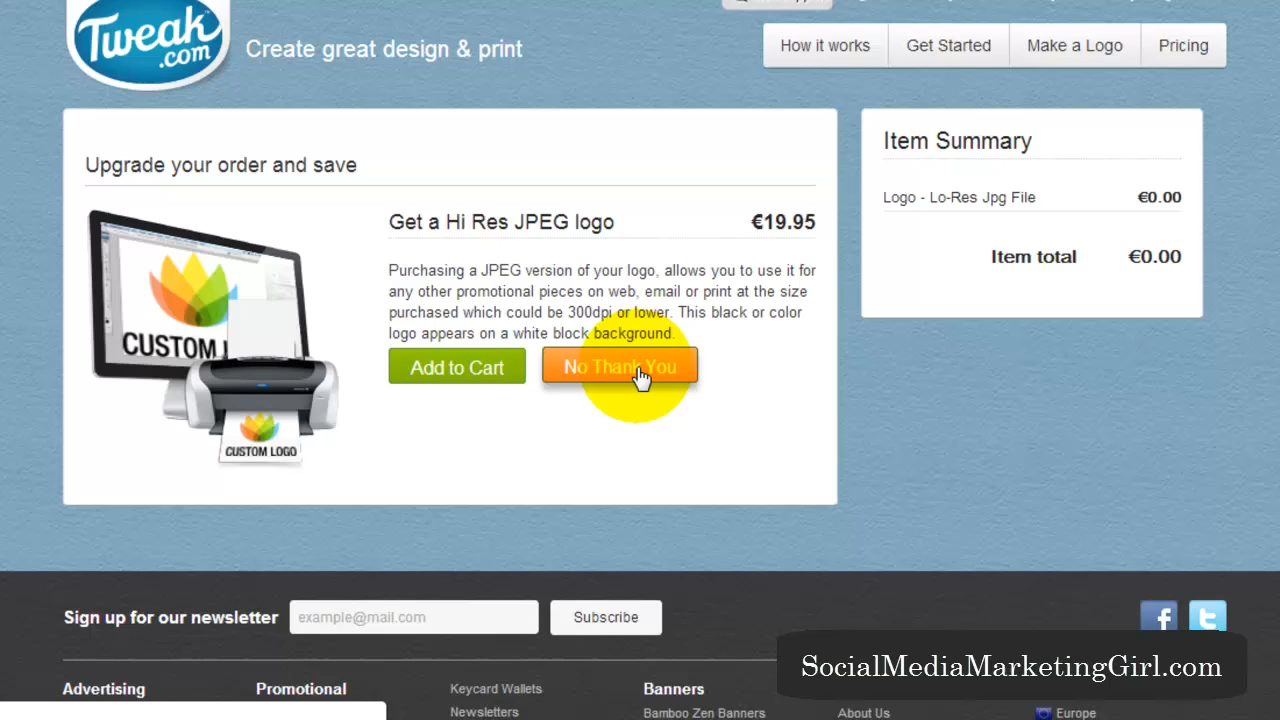 Tweak
.com
Create great design & print
How it works
Get Started
Make a Logo
Pricing
Upgrade your order and save
Get a Hi Res JPEG logo
€19.95
Purchasing a JPEG version of your logo, allows you to use it for
any other promotional pieces on web, email or print at the size
purchased which could be 300dpi or lower. This black or color
logo appears on a white block background.
Add to Cart
No Thank You
CUSTOM
CUSTOM LOGO
Item Summary
Logo - Lo-Res Jpg File
€0.00
Item total
€0.00
Sign up for our newsletter
example@mail.com
Subscribe
SocialMediaMarketingGirl.com
Advertising
Promotional
Keycard Wallets
Banners
Newsletters
Bamboo Zen Banners
About Us
Europe